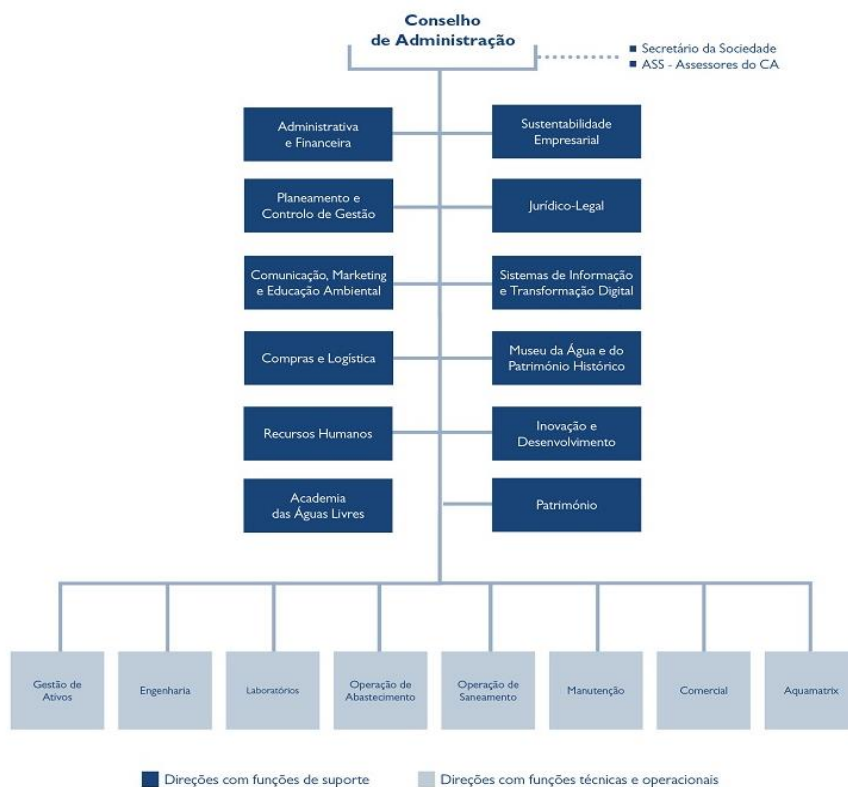 Conselho
de Administração
Secretário da Sociedade
ASS - Assessores do CA
Administrativa
e Financeira
Sustentabilidade
Empresarial
Planeamento e
Controlo de Gestão
Jurídico-Legal
Comunicação, Marketing
e Educação Ambiental
Sistemas de Informação
e Transformação Digital
Compras e Logística
Museu da Água e do
Património Histórico
Recursos Humanos
Inovação e
Desenvolvimento
Academia
das Águas Livres
Património
Gestão de
Ativos
Engenharia
Laboratórios
Operação de
Abastecimento
Operação de
Saneamento
Manutenção
Comercial
Aquamatrix
Direções com funções de suporte
Direções com funções técnicas e operacionais